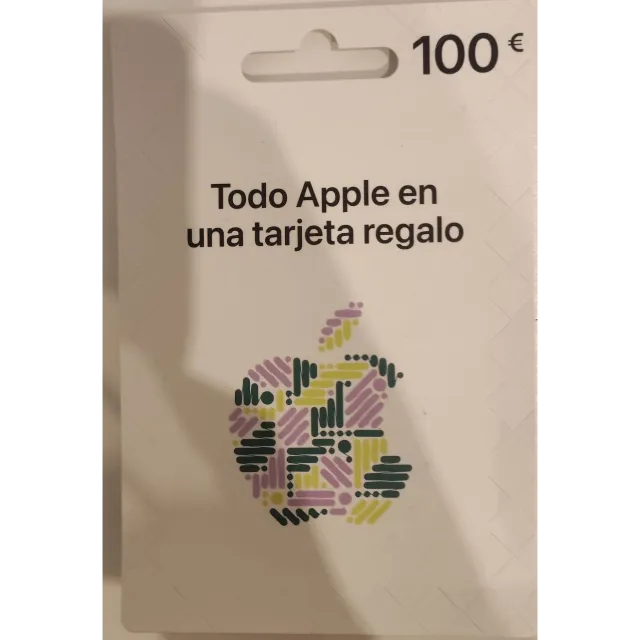 100 €
Todo Apple en
una tarjeta regalo